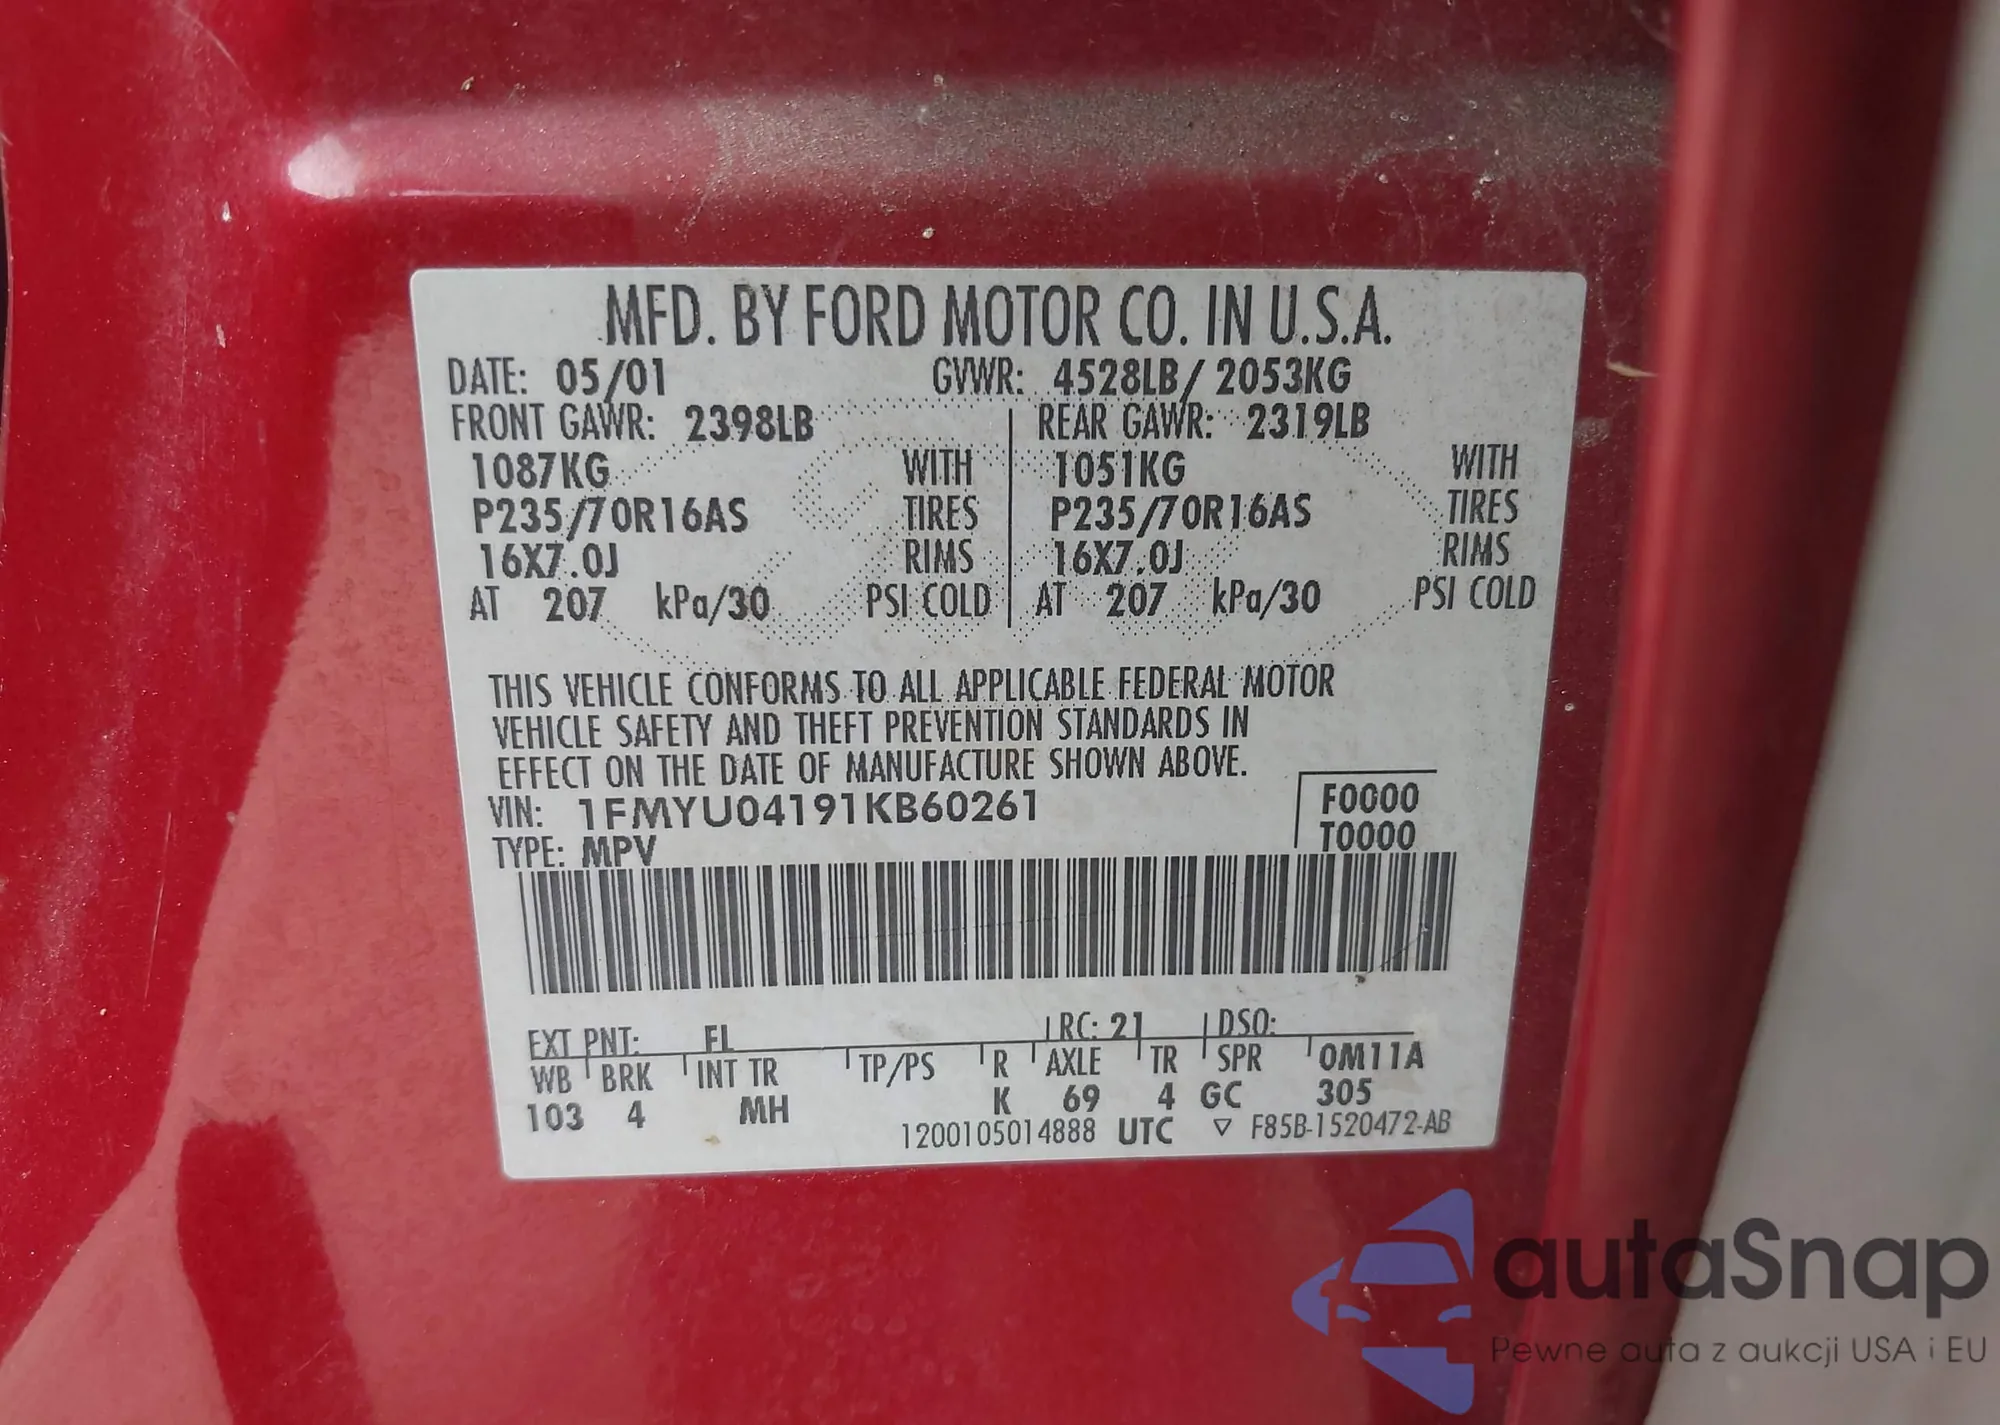 MFD. BY FORD MOTOR CO. IN U.S.A.
DATE: 05/01 GVWR: 4528LB/ 2053KG
FRONT GAWR: 2398LB REAR GAWR: 2319LB
1087KG WITH 1051KG WITH
P235/70R16AS TIRES P235/70R16AS TIRES
16X7.0J RIMS 16X7.0J RIMS
AT 207 kPa/30 PSI COLD AT 207 kPa/30 PSI COLD
THIS VEHICLE CONFORMS TO ALL APPLICABLE FEDERAL MOTOR
VEHICLE SAFETY AND THEFT PREVENTION STANDARDS IN
EFFECT ON THE DATE OF MANUFACTURE SHOWN ABOVE.
VIN: 1FMYU04191KB60261 F0000
TYPE: MPV T0000
EXT PNT: FL RC: 21 DSO:
WB BRK INT TR TP/PS R AXLE TR SPR 0M11A
103 4 MH K 69 4 GC 305
1200105014888 UTC ▽ F85B-1520472-AB
autaSnap
Pewne auta z aukcji USA i EU